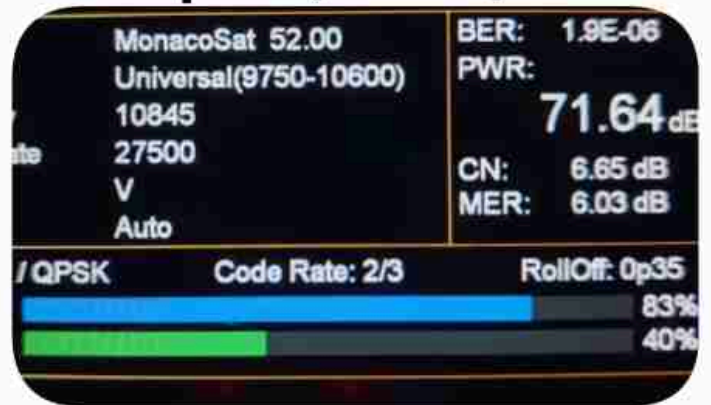 MonacoSat 52.00
Universal(9750-10600)
10845
27500
V
Auto
BER: 1.9E-06
PWR:
71.64
CN: 6.65 dB
MER: 6.03 dB
/ QPSK Code Rate: 2/3 RollOff: 0p35
83%
40%